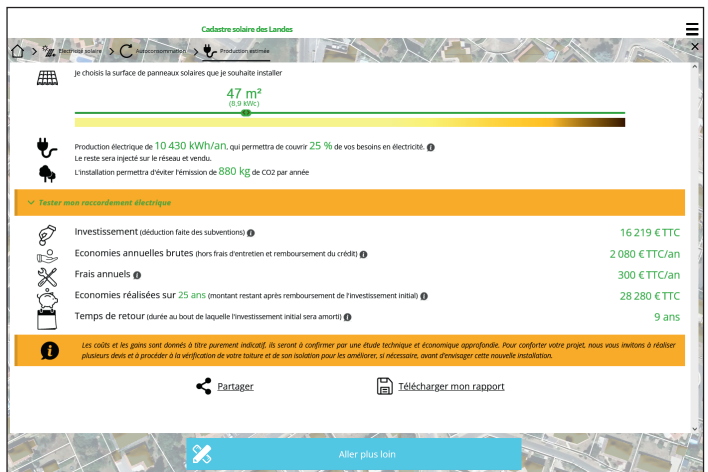 Cadastre solaire des Landes
Electricité solaire > Autoconsommation > Production estimée
Je choisis la surface de panneaux solaires que je souhaite installer
47 m²
(8,9 kWc)
Production électrique de 10 430 kWh/an, qui permettra de couvrir 25 % de vos besoins en électricité.
Le reste sera injecté sur le réseau et vendu.
L'installation permettra d'éviter l'émission de 880 kg de CO2 par année
Tester mon raccordement électrique
Investissement (déduction faite des subventions) 16 219 € TTC
Economies annuelles brutes (hors frais d'entretien et remboursement du crédit) 2 080 € TTC/an
Frais annuels 300 € TTC/an
Economies réalisées sur 25 ans (montant restant après remboursement de l'investissement initial) 28 280 € TTC
Temps de retour (durée au bout de laquelle l'investissement initial sera amorti) 9 ans
Les coûts et les gains sont donnés à titre purement indicatif, ils seront à confirmer par une étude technique et économique approfondie. Pour conforter votre projet, nous vous invitons à réaliser
plusieurs devis et à procéder à la vérification de votre toiture et de son isolation pour les améliorer, si nécessaire, avant d'envisager cette nouvelle installation.
Partager Télécharger mon rapport
Aller plus loin